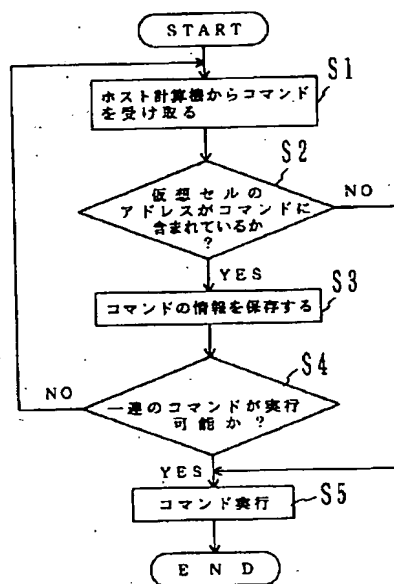 START
S1
ホスト計算機からコマンド
を受け取る
S2
仮想セルの
アドレスがコマンドに
含まれているか
?
NO
YES
S3
コマンドの情報を保存する
S4
NO
一連のコマンドが実行
可能か?
YES
S5
コマンド実行
END